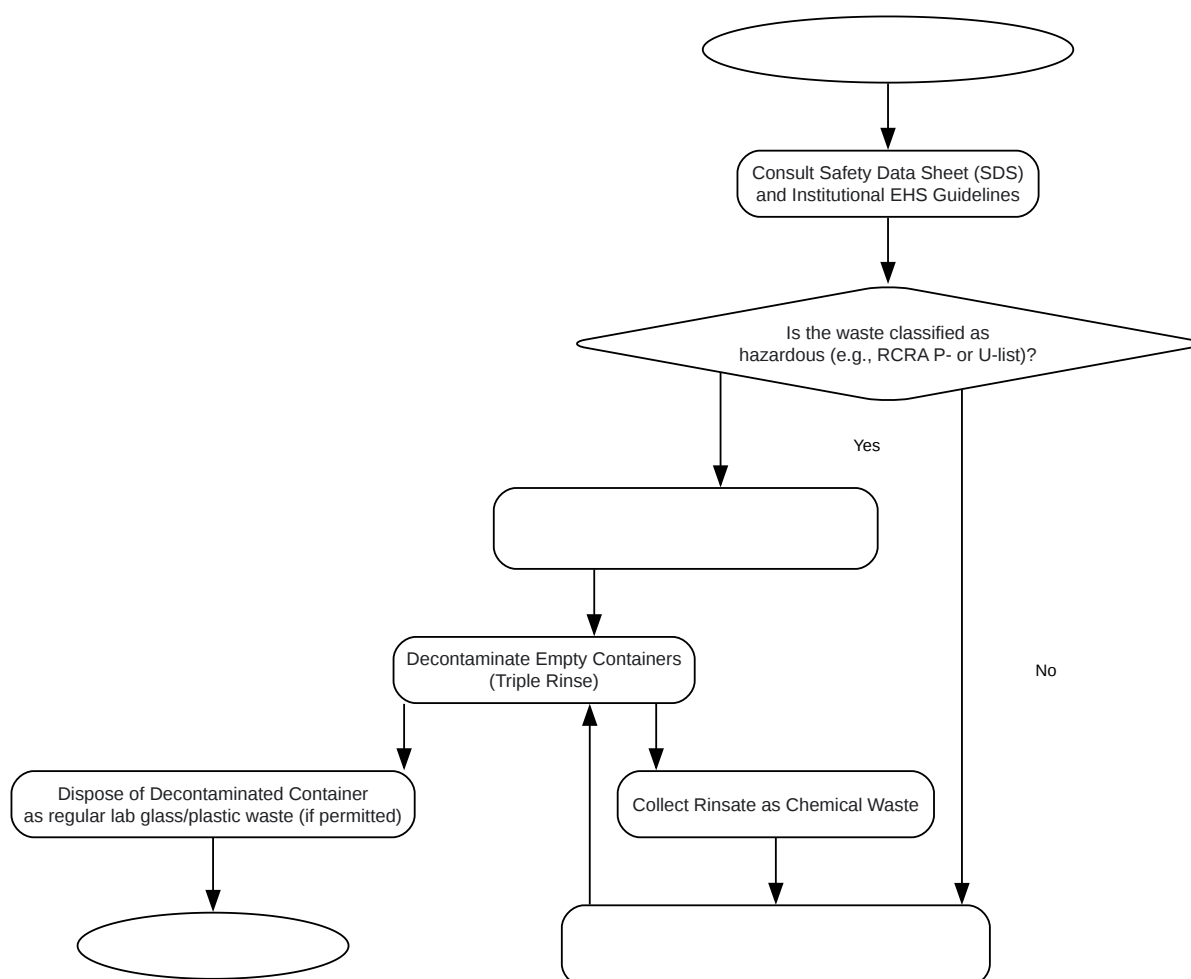 Consult Safety Data Sheet (SDS)
and Institutional EHS Guidelines
Is the waste classified as
hazardous (e.g., RCRA P- or U-list)?
Yes
Decontaminate Empty Containers
(Triple Rinse)
No
Dispose of Decontaminated Container
as regular lab glass/plastic waste (if permitted)
Collect Rinsate as Chemical Waste